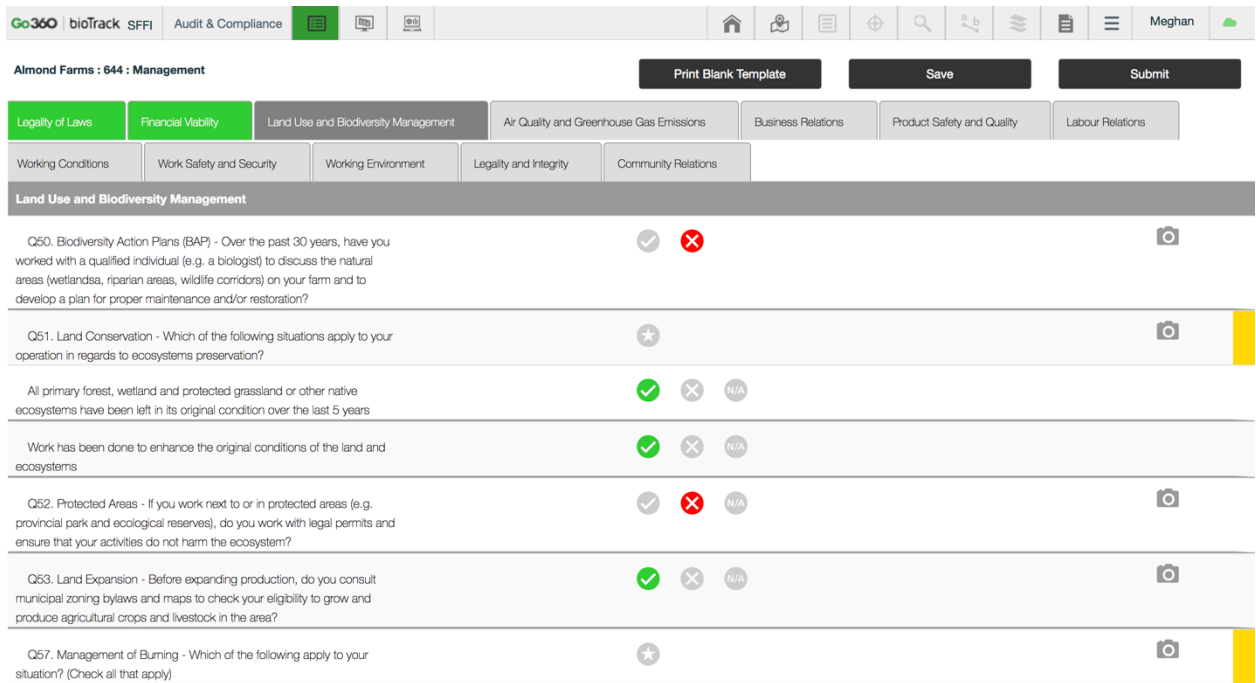 Go360 | bioTrack SFFI Audit & Compliance a b Meghan
Almond Farms : 644 : Management Print Blank Template Save Submit
Legality of Laws Financial Viability Land Use and Biodiversity Management Air Quality and Greenhouse Gas Emissions Business Relations Product Safety and Quality Labour Relations
Working Conditions Work Safety and Security Working Environment Legality and Integrity Community Relations
Land Use and Biodiversity Management
Q50. Biodiversity Action Plans (BAP) - Over the past 30 years, have you
worked with a qualified individual (e.g. a biologist) to discuss the natural
areas (wetlandsa, riparian areas, wildlife corridors) on your farm and to
develop a plan for proper maintenance and/or restoration?
Q51. Land Conservation - Which of the following situations apply to your
operation in regards to ecosystems preservation?
All primary forest, wetland and protected grassland or other native
ecosystems have been left in its original condition over the last 5 years
N/A
Work has been done to enhance the original conditions of the land and
ecosystems
N/A
Q52. Protected Areas - If you work next to or in protected areas (e.g.
provincial park and ecological reserves), do you work with legal permits and
ensure that your activities do not harm the ecosystem?
N/A
Q53. Land Expansion - Before expanding production, do you consult
municipal zoning bylaws and maps to check your eligibility to grow and
produce agricultural crops and livestock in the area?
N/A
Q57. Management of Burning - Which of the following apply to your
situation? (Check all that apply)